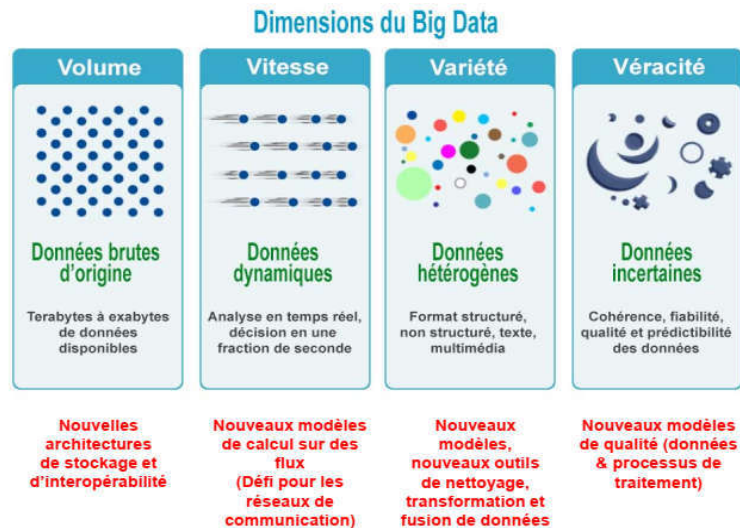 Dimensions du Big Data
Volume
Données brutes
d'origine
Terabytes à exabytes
de données
disponibles
Nouvelles
architectures
de stockage et
d'interopérabilité
Vitesse
Données
dynamiques
Analyse en temps réel,
décision en une
fraction de seconde
Nouveaux modèles
de calcul sur des
flux
(Défi pour les
réseaux de
communication)
Variété
Données
hétérogènes
Format structuré,
non structuré, texte,
multimédia
Nouveaux
modèles,
nouveaux outils
de nettoyage,
transformation et
fusion de données
Véracité
Données
incertaines
Cohérence, fiabilité,
qualité et prédictibilité
des données
Nouveaux modèles
de qualité (données
& processus de
traitement)